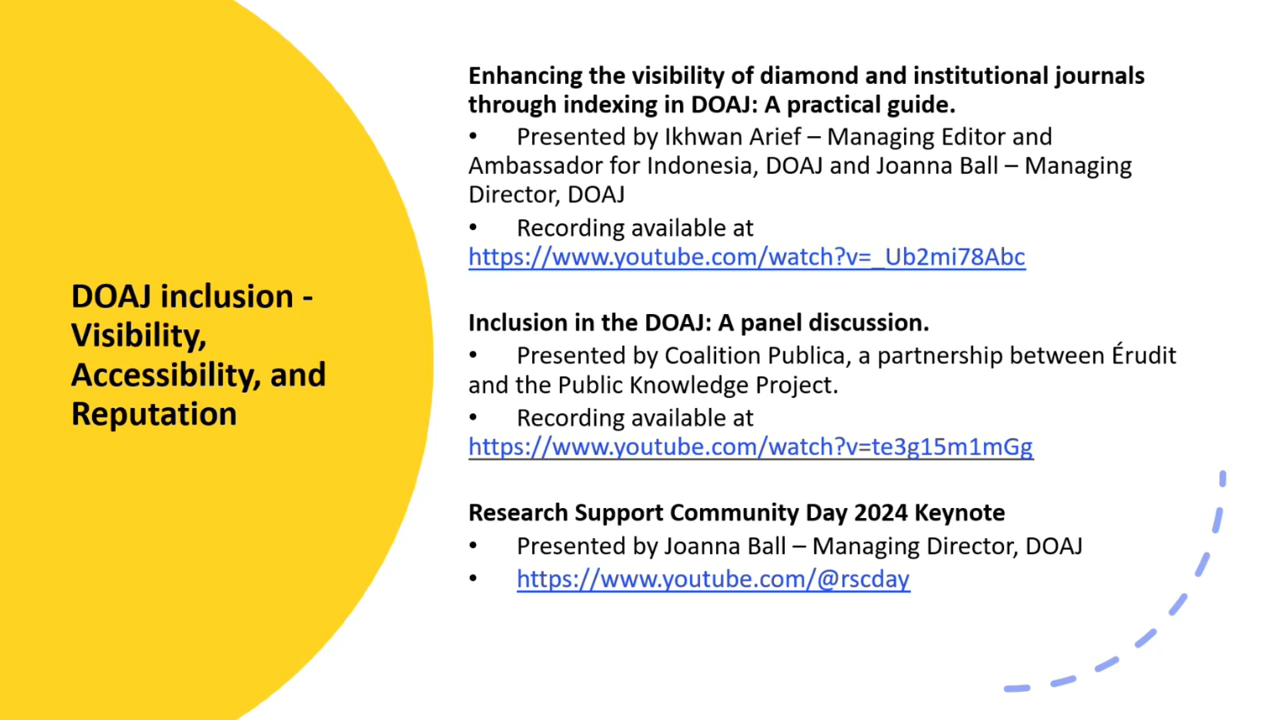 DOAJ inclusion -
Visibility,
Accessibility, and
Reputation
Enhancing the visibility of diamond and institutional journals
through indexing in DOAJ: A practical guide.
• Presented by Ikhwan Arief – Managing Editor and
Ambassador for Indonesia, DOAJ and Joanna Ball – Managing
Director, DOAJ
• Recording available at
https://www.youtube.com/watch?v=_Ub2mi78Abc
Inclusion in the DOAJ: A panel discussion.
• Presented by Coalition Publica, a partnership between Érudit
and the Public Knowledge Project.
• Recording available at
https://www.youtube.com/watch?v=te3g15m1mGg
Research Support Community Day 2024 Keynote
• Presented by Joanna Ball – Managing Director, DOAJ
• https://www.youtube.com/@rscday